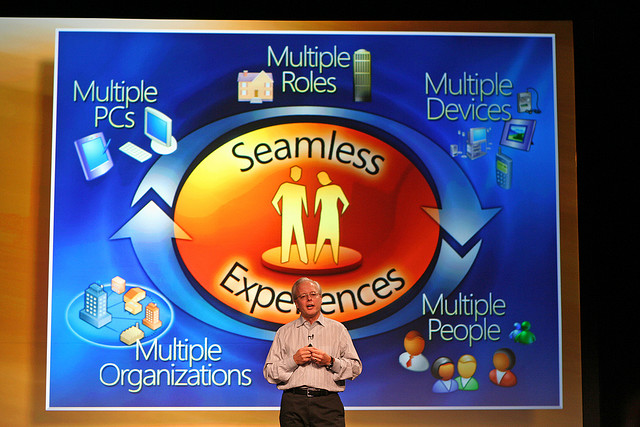 Multiple
Roles
Multiple
PCs
Multiple
Devices
Seamless
Multiple
People
Multiple
Organizations